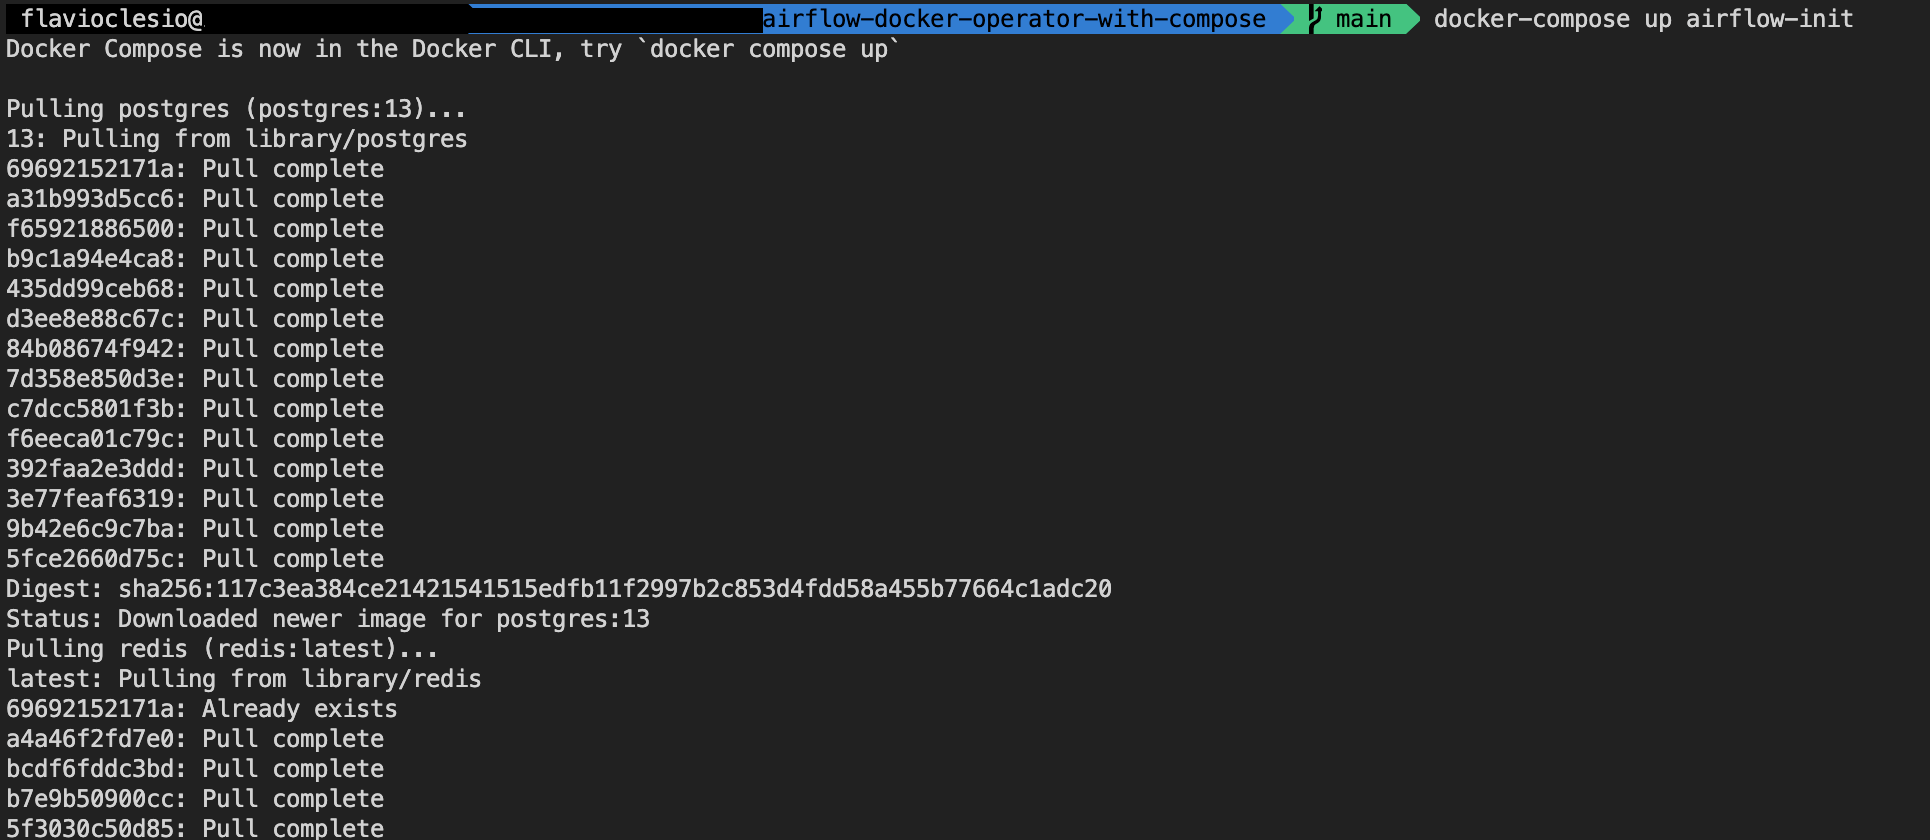 flavioclesio@ airflow-docker-operator-with-compose main docker-compose up airflow-init
Docker Compose is now in the Docker CLI, try `docker compose up`
Pulling postgres (postgres:13)...
13: Pulling from library/postgres
69692152171a: Pull complete
a31b993d5cc6: Pull complete
f65921886500: Pull complete
b9c1a94e4ca8: Pull complete
435dd99ceb68: Pull complete
d3ee8e88c67c: Pull complete
84b08674f942: Pull complete
7d358e850d3e: Pull complete
c7dcc5801f3b: Pull complete
f6eeca01c79c: Pull complete
392faa2e3ddd: Pull complete
3e77feaf6319: Pull complete
9b42e6c9c7ba: Pull complete
5fce2660d75c: Pull complete
Digest: sha256:117c3ea384ce21421541515edfb11f2997b2c853d4fdd58a455b77664c1adc20
Status: Downloaded newer image for postgres:13
Pulling redis (redis:latest)...
latest: Pulling from library/redis
69692152171a: Already exists
a4a46f2fd7e0: Pull complete
bcdf6fddc3bd: Pull complete
b7e9b50900cc: Pull complete
5f3030c50d85: Pull complete